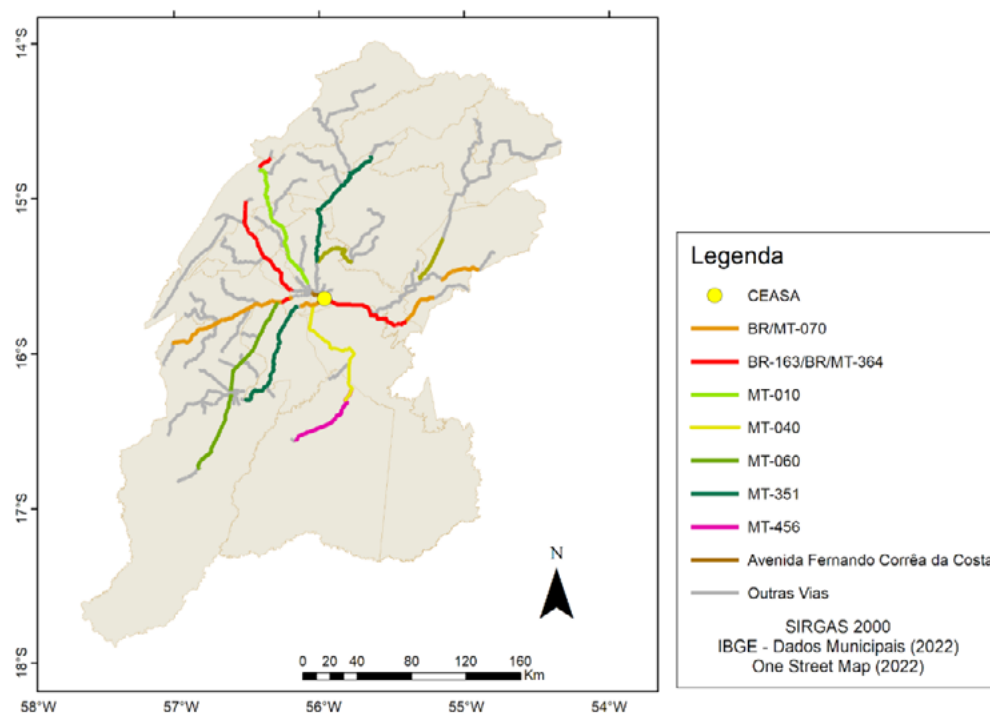 14°S
15°S
16°S
17°S
18°S
58°W
57°W
56°W
55°W
54°W
N
0 20 40 80 120 160
Km
Legenda
CEASA
BR/MT-070
BR-163/BR/MT-364
MT-010
MT-040
MT-060
MT-351
MT-456
Avenida Fernando Corrêa da Costa
Outras Vias
SIRGAS 2000
IBGE - Dados Municipais (2022)
One Street Map (2022)